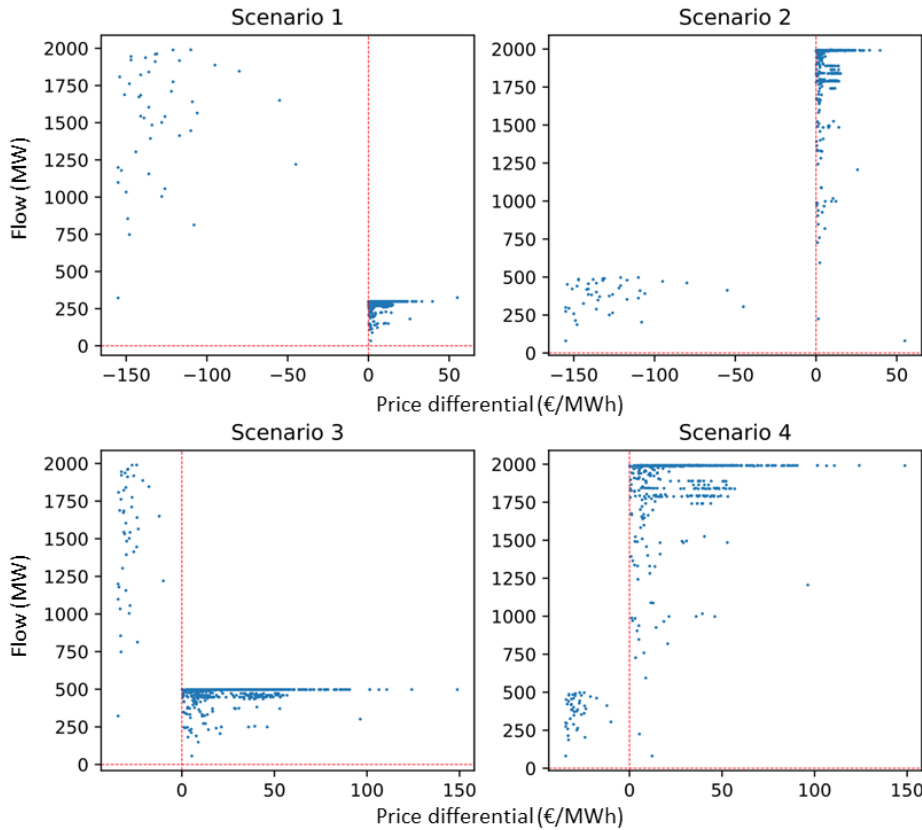 Scenario 1 Scenario 2
2000 2000
1750 1750
1500 1500
1250 1250
1000 1000
750 750
500 500
250 250
0 0
Flow (MW)
−150 −100 −50 0 50 −150 −100 −50 0 50
Price differential (€/MWh)
Scenario 3 Scenario 4
2000 2000
1750 1750
1500 1500
1250 1250
1000 1000
750 750
500 500
250 250
0 0
Flow (MW)
0 50 100 150 0 50 100 150
Price differential (€/MWh)